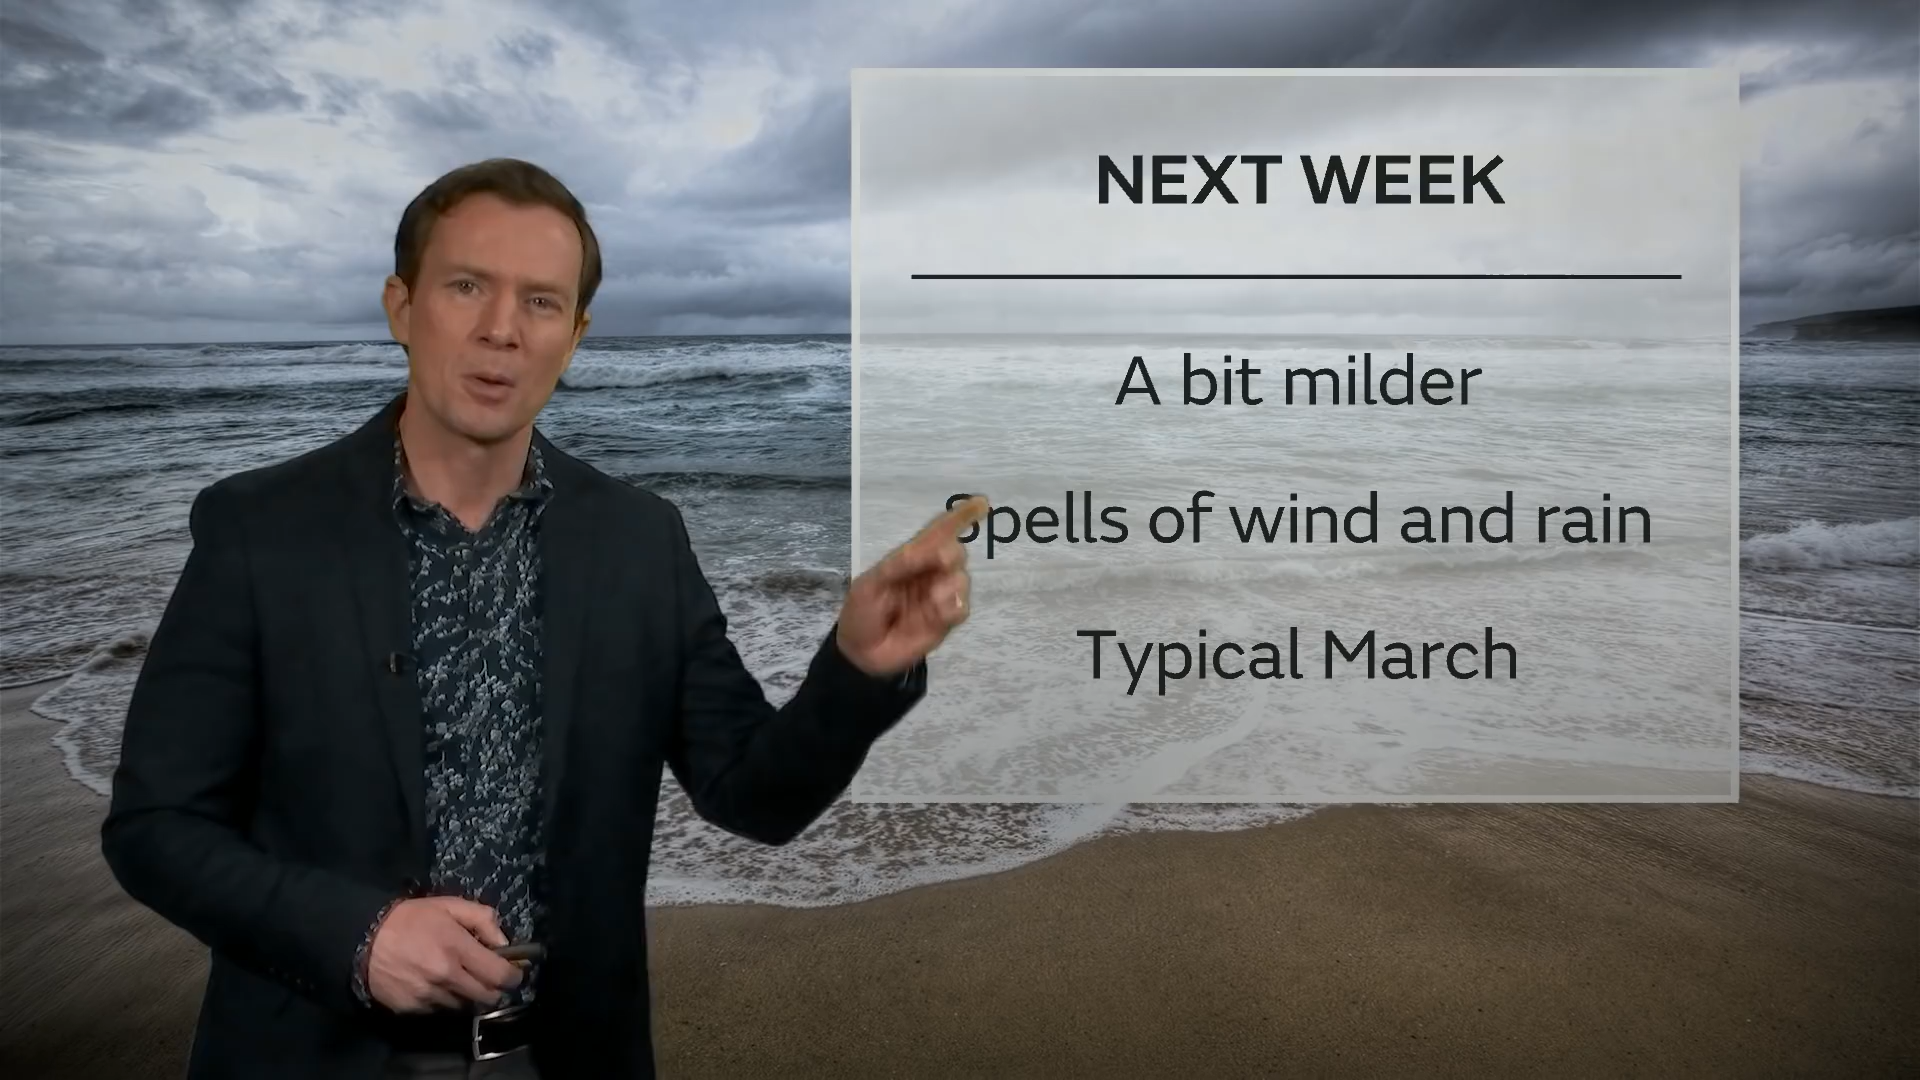 NEXT WEEK
A bit milder
Spells of wind and rain
Typical March